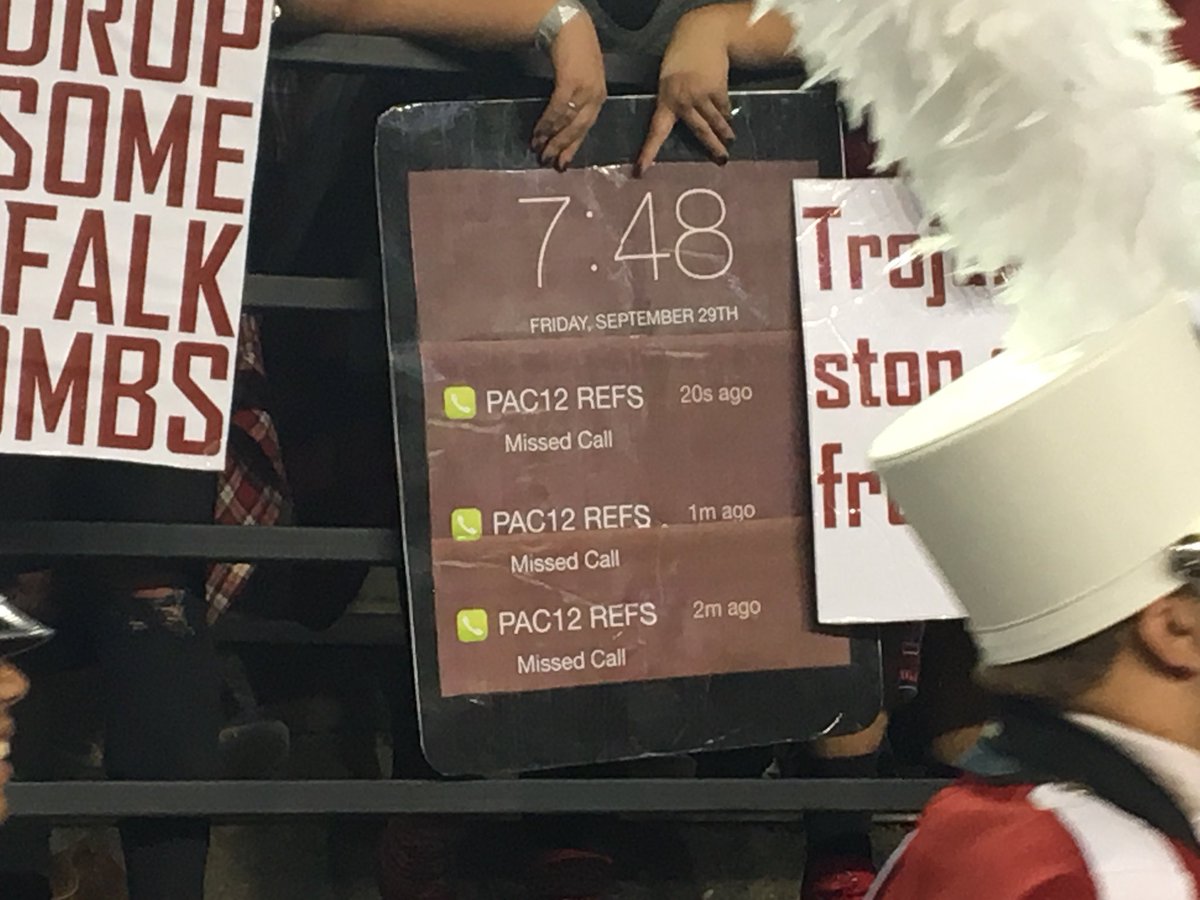 DROP
SOME
FALK
7:48
FRIDAY, SEPTEMBER 29TH
PAC12 REFS 20s ago
Missed Call
PAC12 REFS 1m ago
Missed Call
PAC12 REFS 2m ago
Missed Call
stop